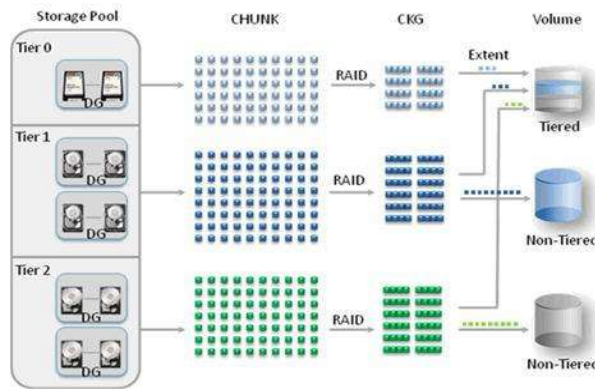 Storage Pool
CHUNK
CKG
Volume
Tier 0
DG
RAID
Extent
Tiered
Tier 1
DG
RAID
DG
Non-Tiered
Tier 2
DG
RAID
DG
Non-Tiered